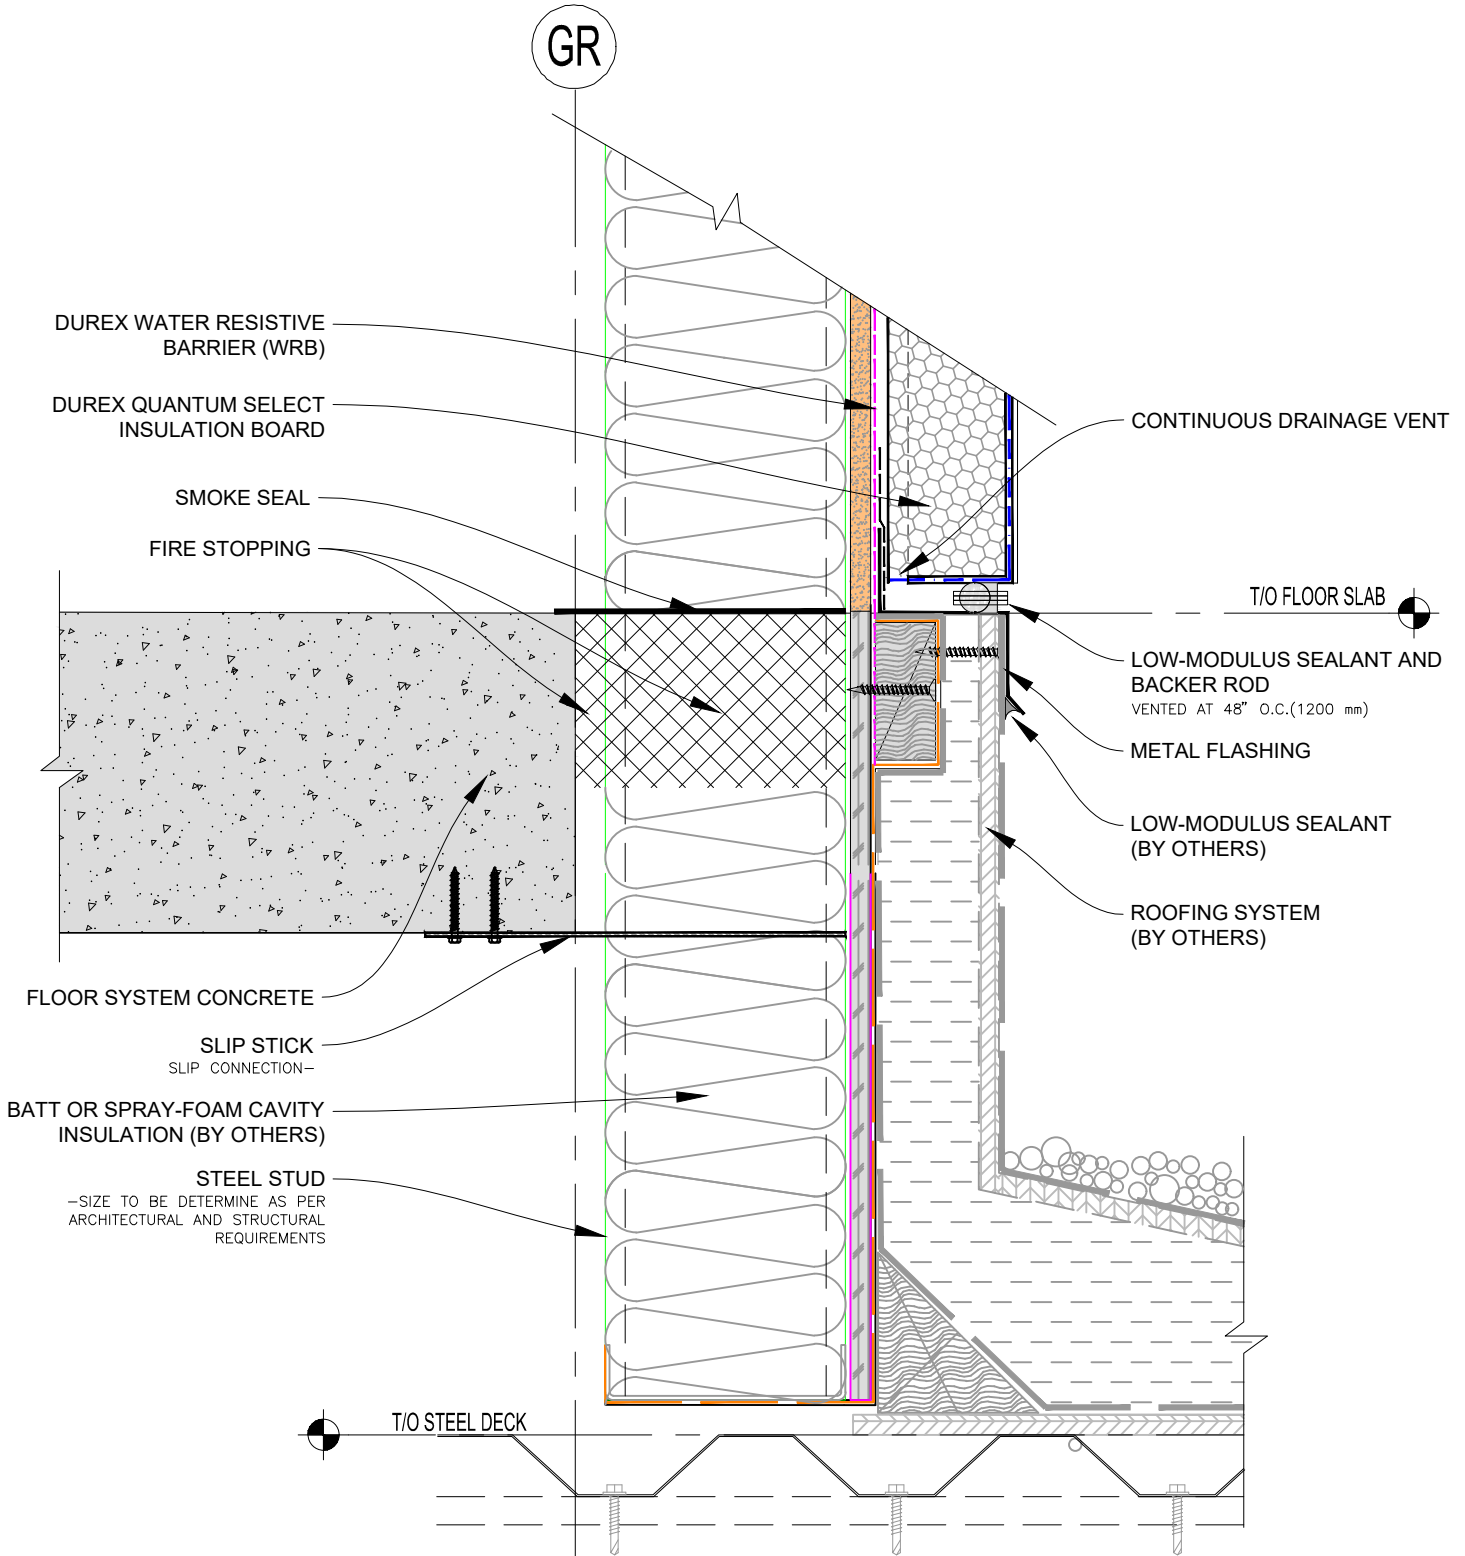 GR
DUREX WATER RESISTIVE
BARRIER (WRB)
DUREX QUANTUM SELECT
INSULATION BOARD
SMOKE SEAL
FIRE STOPPING
FLOOR SYSTEM CONCRETE
SLIP STICK
SLIP CONNECTION-
BATT OR SPRAY-FOAM CAVITY
INSULATION (BY OTHERS)
STEEL STUD
-SIZE TO BE DETERMINE AS PER
ARCHITECTURAL AND STRUCTURAL
REQUIREMENTS
T/O STEEL DECK
CONTINUOUS DRAINAGE VENT
T/O FLOOR SLAB
LOW-MODULUS SEALANT AND
BACKER ROD
VENTED AT 48" O.C.(1200 mm)
METAL FLASHING
LOW-MODULUS SEALANT
(BY OTHERS)
ROOFING SYSTEM
(BY OTHERS)